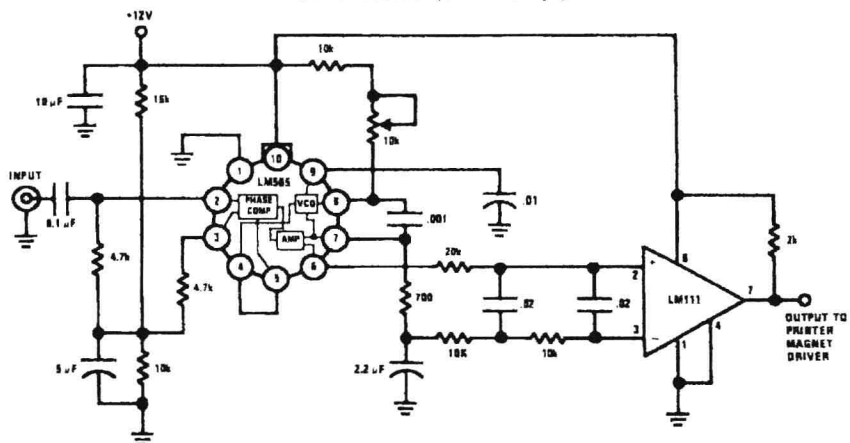 +12V
10k
10 µF
15k
10k
1
10
LM565
9
INPUT
2
PHASE
COMP
VCO
8
.01
.001
0.1 µF
3
AMP
7
4.7k
4
5
6
20k
2
+
8
2k
4.7k
700
.02
.02
LM111
7
OUTPUT TO
PRINTER
MAGNET
DRIVER
3
-
4
1
5 µF
10k
2.2 µF
10K
10k